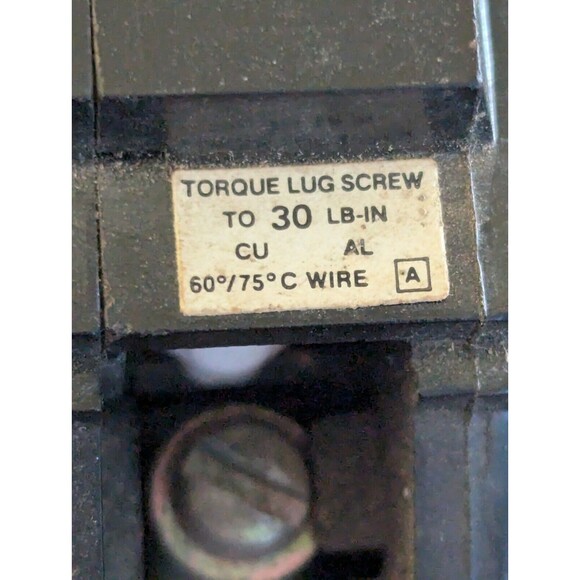 TORQUE LUG SCREW
TO 30 LB-IN
CU AL
60°/75°C WIRE A